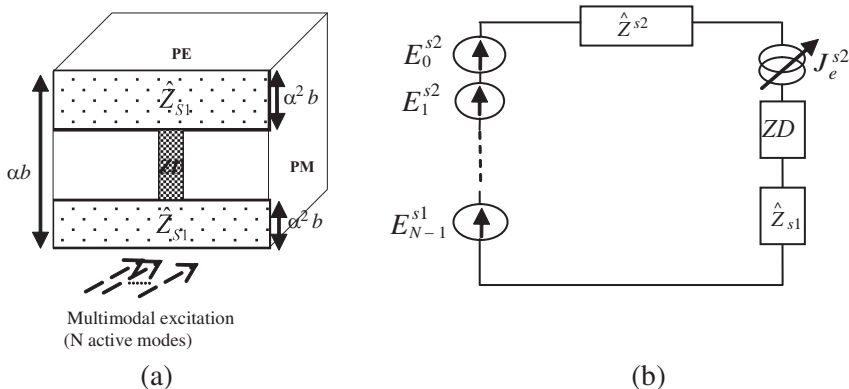 PE
Ẑ_{S1}
α²b
αb
ZD
PM
Ẑ_{S1}
α²b
Multimodal excitation
(N active modes)
(a)
Ẑ^{s2}
E_0^{s2}
J_e^{s2}
E_1^{s2}
ZD
E_{N-1}^{s1}
Ẑ_{s1}
(b)